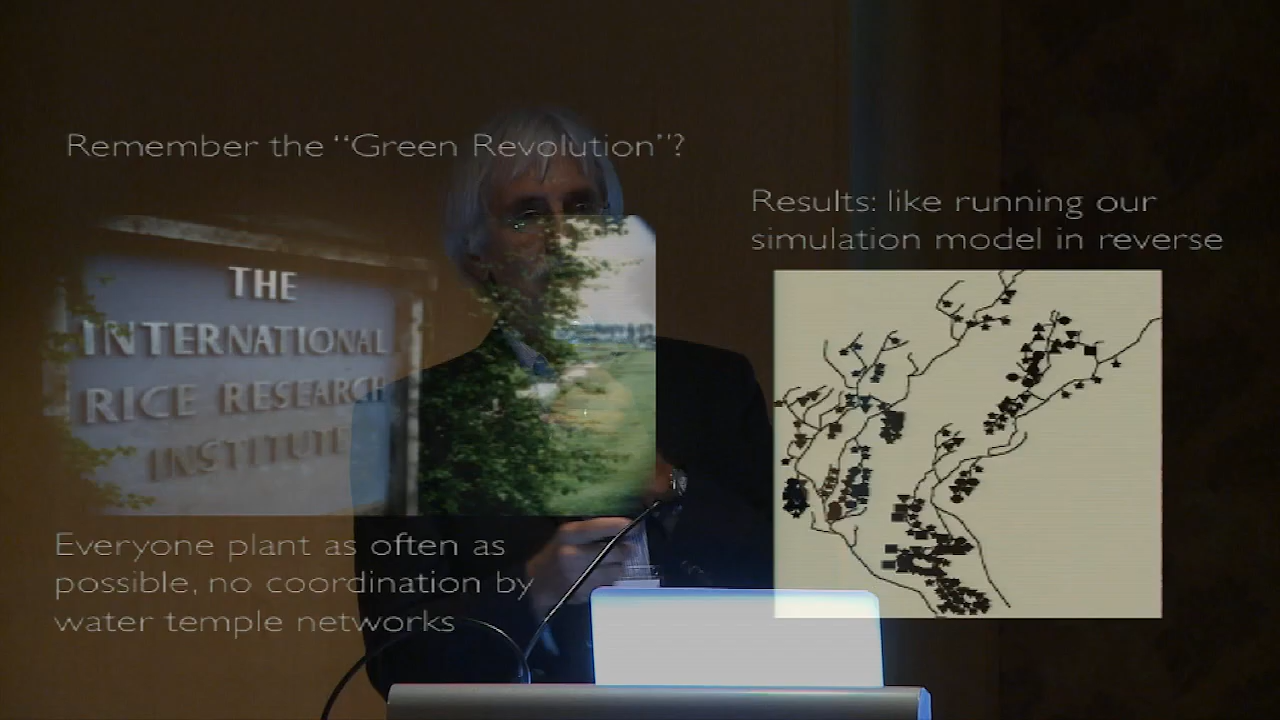 Remember the “Green Revolution”?
Results: like running our
simulation model in reverse
THE
INTERNATIONAL
RICE RESEARCH
INSTITUTE
Everyone plant as often as
possible, no coordination by
water temple networks